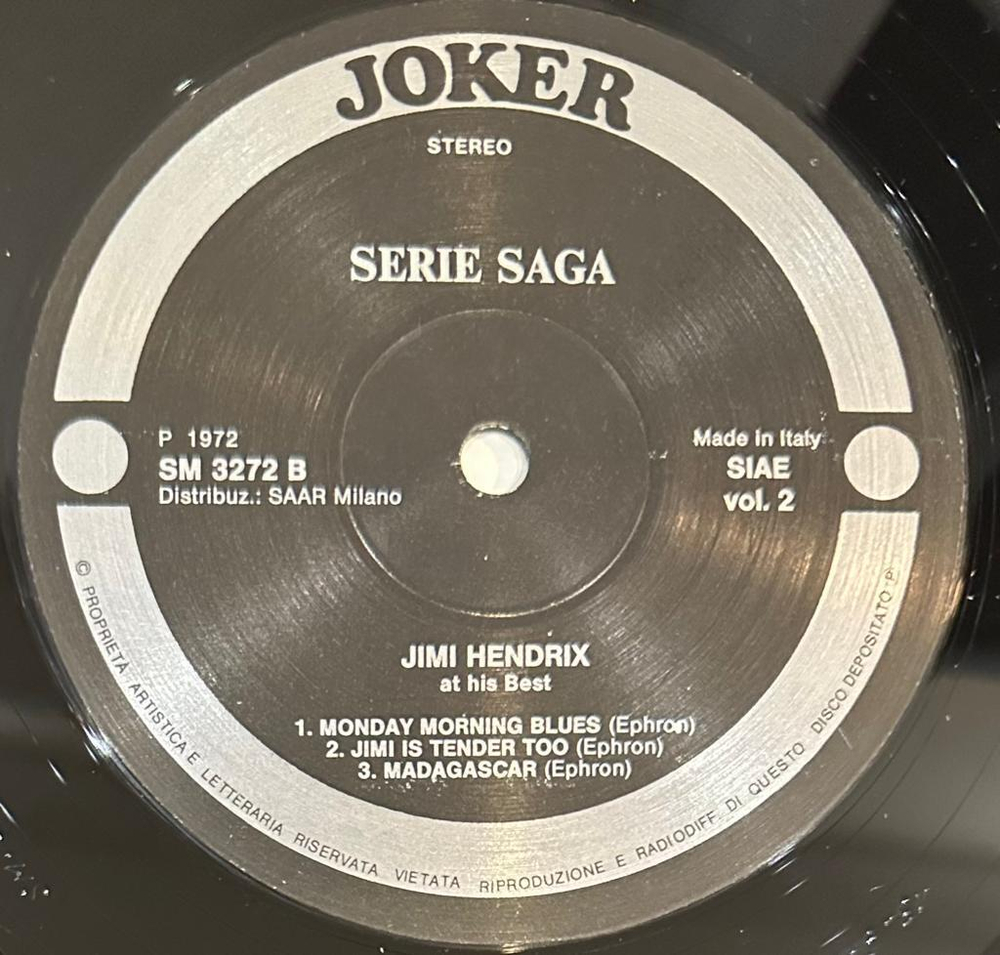 JOKER
STEREO
SERIE SAGA
P 1972
SM 3272 B
Distribuz.: SAAR Milano
Made in Italy
SIAE
vol. 2
JIMI HENDRIX
at his Best
1. MONDAY MORNING BLUES (Ephron)
2. JIMI IS TENDER TOO (Ephron)
3. MADAGASCAR (Ephron)
© PROPRIETÀ ARTISTICA E LETTERARIA RISERVATA VIETATA RIPRODUZIONE E RADIODIFF. DI QUESTO DISCO DEPOSITATO P